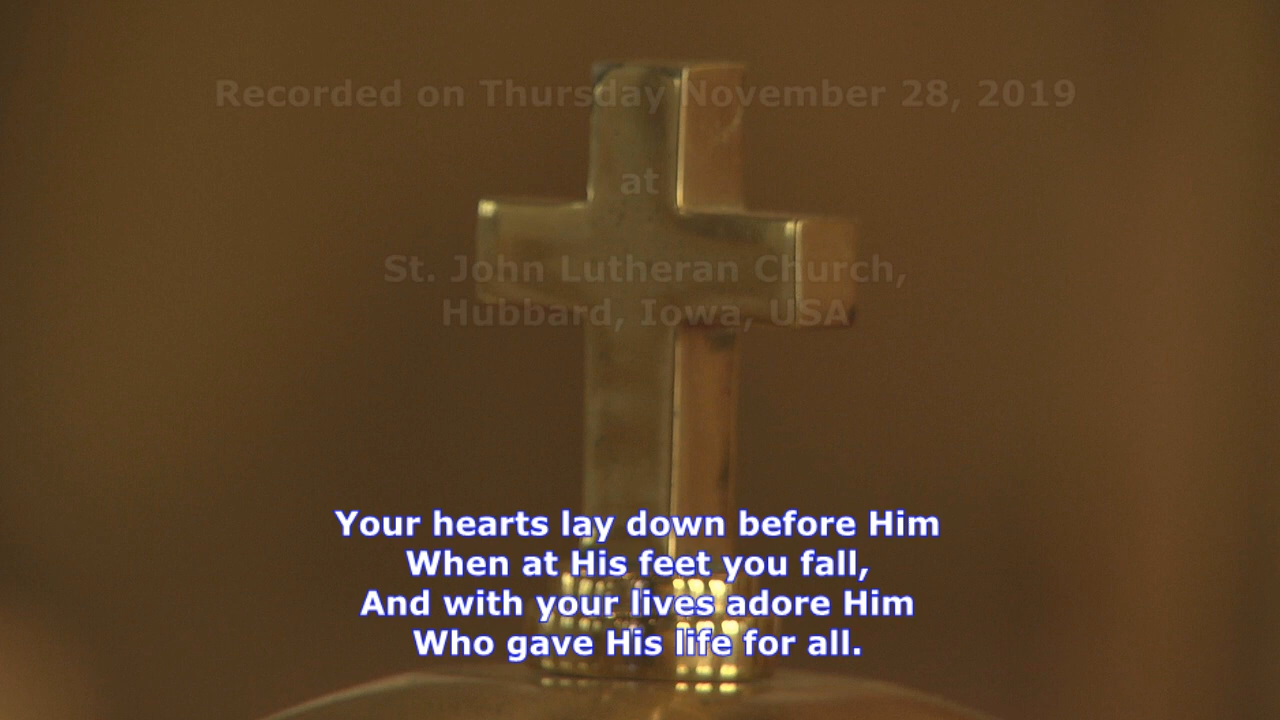 Recorded on Thursday November 28, 2019
at
St. John Lutheran Church,
Hubbard, Iowa, USA
Your hearts lay down before Him
When at His feet you fall,
And with your lives adore Him
Who gave His life for all.